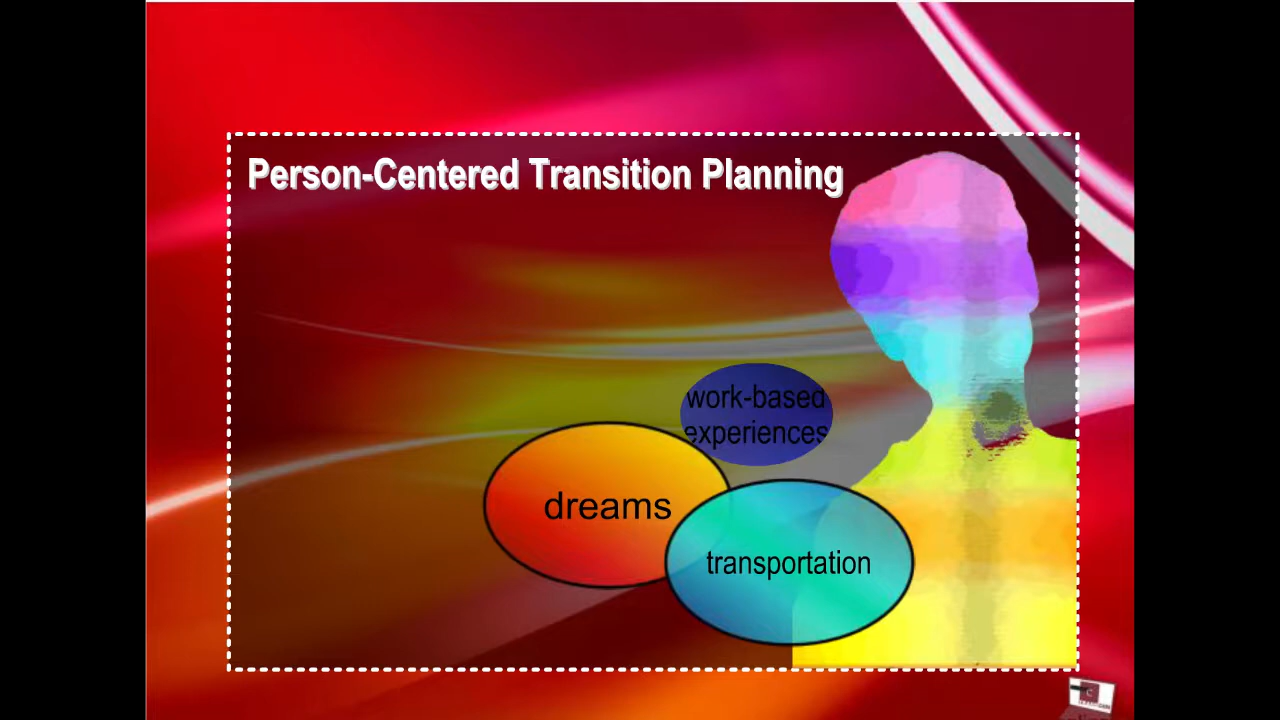 Person-Centered Transition Planning
work-based
experiences
dreams
transportation